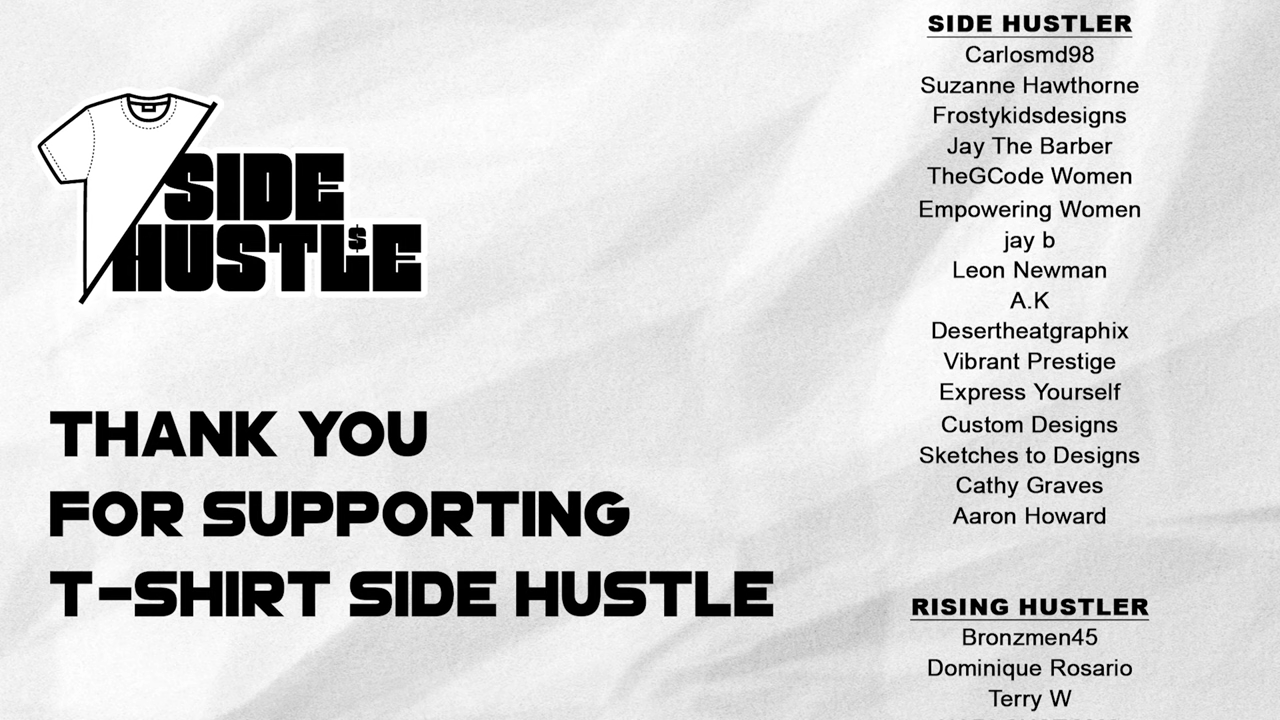 SIDE
HUSTL$E
THANK YOU
FOR SUPPORTING
T-SHIRT SIDE HUSTLE
SIDE HUSTLER
Carlosmd98
Suzanne Hawthorne
Frostykidsdesigns
Jay The Barber
TheGCode Women
Empowering Women
jay b
Leon Newman
A.K
Desertheatgraphix
Vibrant Prestige
Express Yourself
Custom Designs
Sketches to Designs
Cathy Graves
Aaron Howard
RISING HUSTLER
Bronzmen45
Dominique Rosario
Terry W